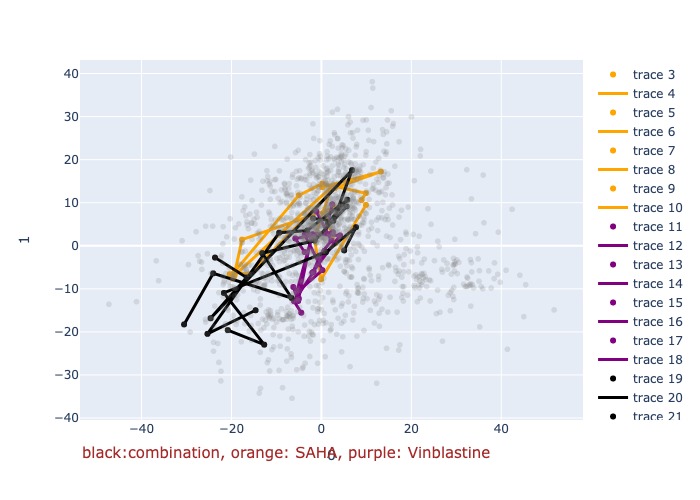 40
30
20
10
0
−10
−20
−30
−40
1
−40
−20
0
20
40
0
black:combination, orange: SAHA, purple: Vinblastine
trace 3
trace 4
trace 5
trace 6
trace 7
trace 8
trace 9
trace 10
trace 11
trace 12
trace 13
trace 14
trace 15
trace 16
trace 17
trace 18
trace 19
trace 20
trace 21